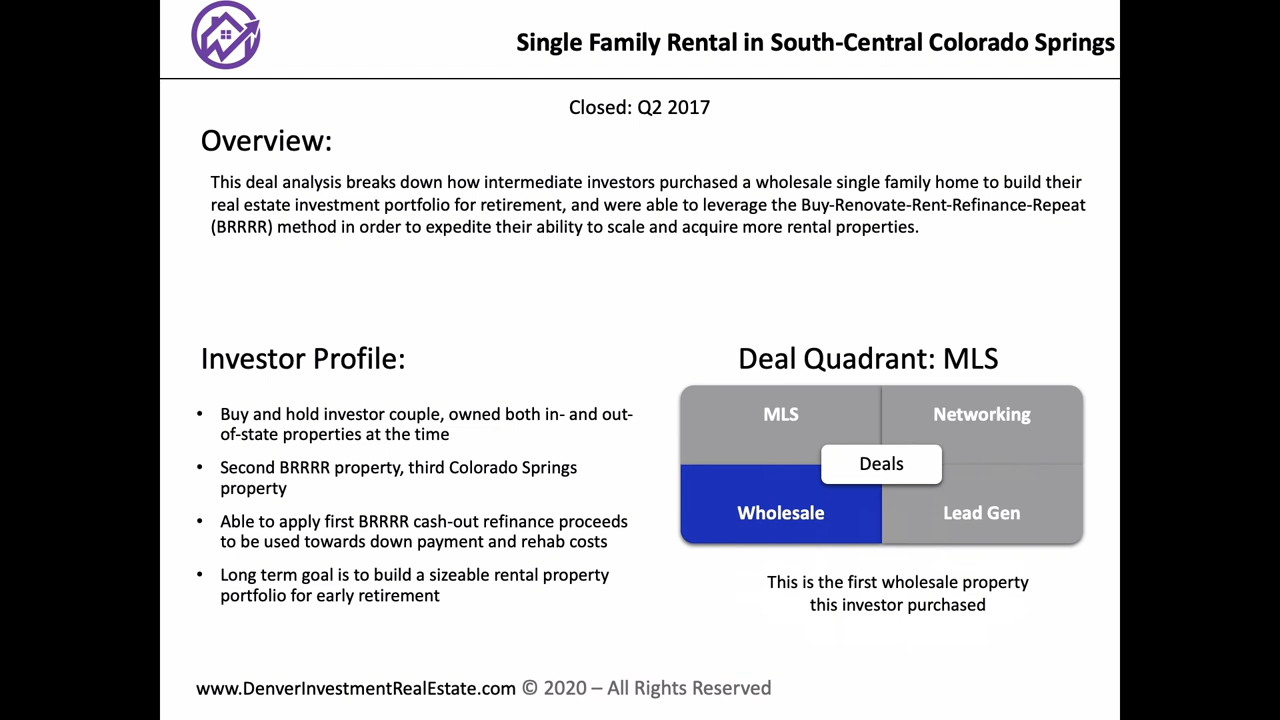 Single Family Rental in South-Central Colorado Springs
Closed: Q2 2017
Overview:
This deal analysis breaks down how intermediate investors purchased a wholesale single family home to build their
real estate investment portfolio for retirement, and were able to leverage the Buy-Renovate-Rent-Refinance-Repeat
(BRRRR) method in order to expedite their ability to scale and acquire more rental properties.
Investor Profile:
• Buy and hold investor couple, owned both in- and out-
of-state properties at the time
• Second BRRRR property, third Colorado Springs
property
• Able to apply first BRRRR cash-out refinance proceeds
to be used towards down payment and rehab costs
• Long term goal is to build a sizeable rental property
portfolio for early retirement
Deal Quadrant: MLS
MLS
Networking
Deals
Wholesale
Lead Gen
This is the first wholesale property
this investor purchased
www.DenverInvestmentRealEstate.com © 2020 – All Rights Reserved